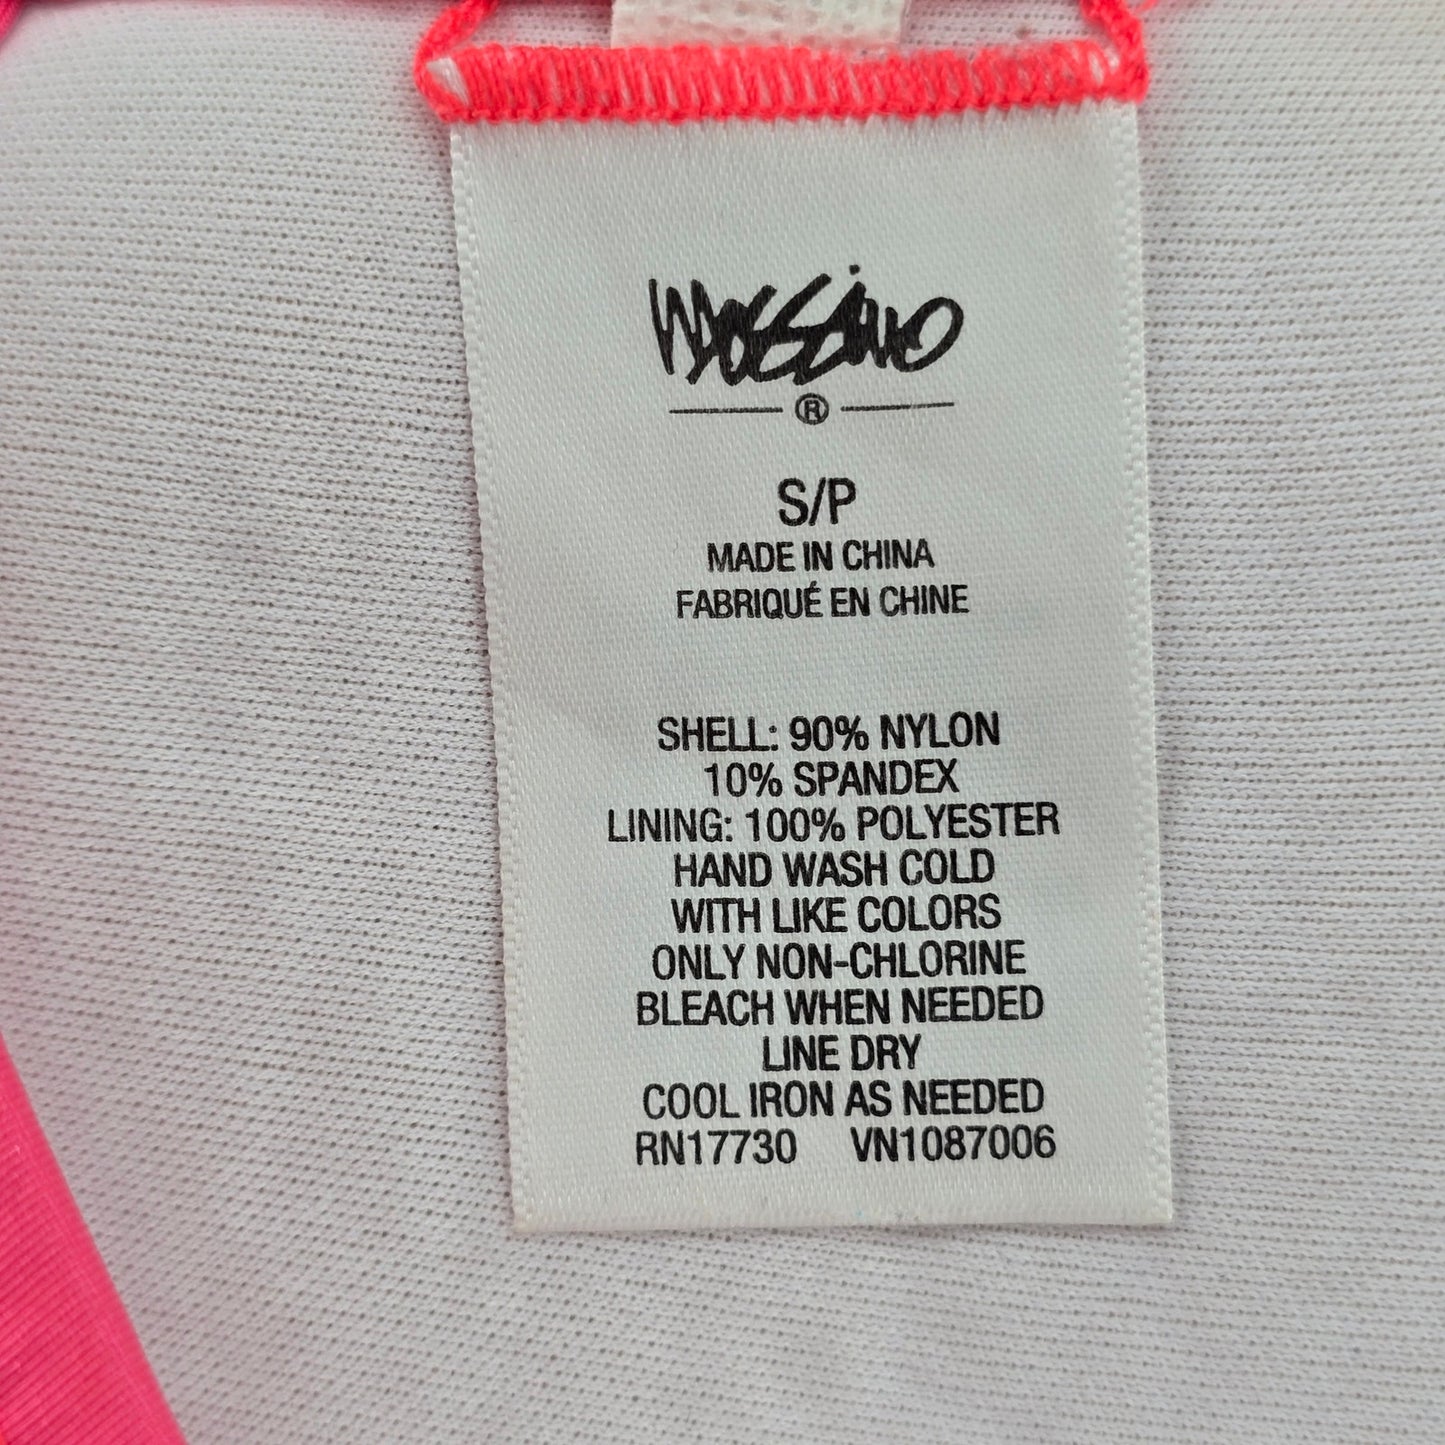 Mossimo
®
S/P
MADE IN CHINA
FABRIQUÉ EN CHINE
SHELL: 90% NYLON
10% SPANDEX
LINING: 100% POLYESTER
HAND WASH COLD
WITH LIKE COLORS
ONLY NON-CHLORINE
BLEACH WHEN NEEDED
LINE DRY
COOL IRON AS NEEDED
RN17730 VN1087006